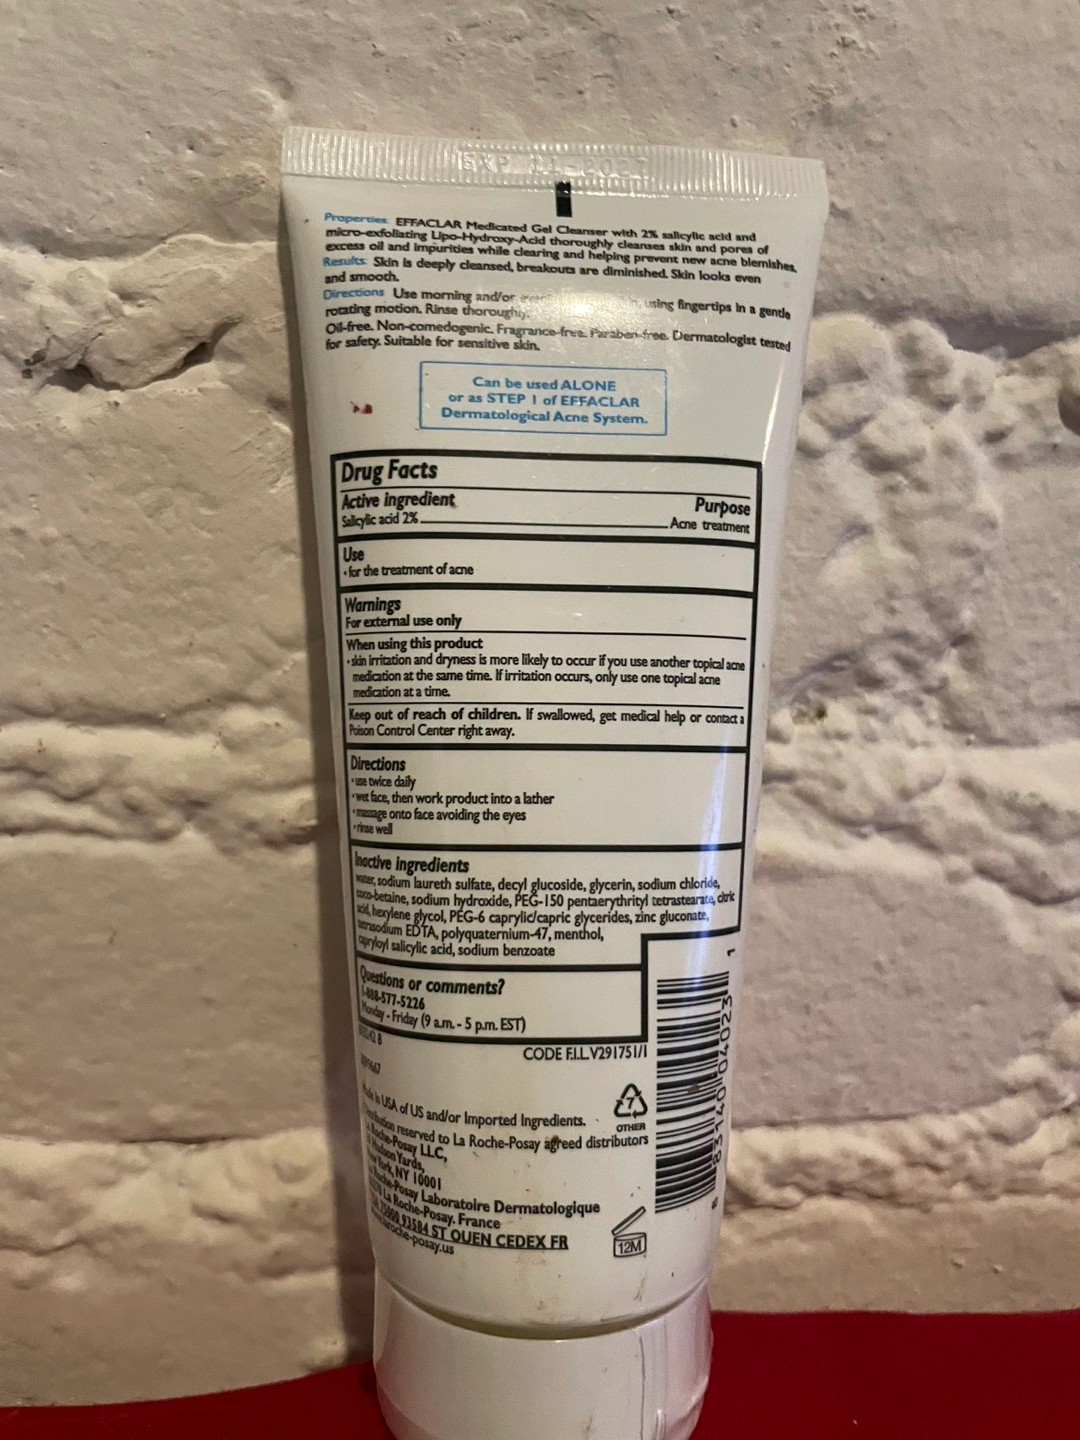 EXP 11-2027
Properties: EFFACLAR Medicated Gel Cleanser with 2% salicylic acid and
micro-exfoliating Lipo-Hydroxy-Acid thoroughly cleanses skin and pores of
excess oil and impurities while clearing and helping prevent new acne blemishes.
Results: Skin is deeply cleansed, breakouts are diminished. Skin looks even
and smooth.
Directions Use morning and/or using fingertips in a gentle
rotating motion. Rinse thoroughly.
Oil-free. Non-comedogenic. Fragrance-free. Paraben-free. Dermatologist tested
for safety. Suitable for sensitive skin.
Can be used ALONE
or as STEP 1 of EFFACLAR
Dermatological Acne System.
Drug Facts
Active ingredient Purpose
Salicylic acid 2% Acne treatment
Use
• for the treatment of acne
Warnings
For external use only
When using this product
• skin irritation and dryness is more likely to occur if you use another topical acne
medication at the same time. If irritation occurs, only use one topical acne
medication at a time.
Keep out of reach of children. If swallowed, get medical help or contact a
Poison Control Center right away.
Directions
• use twice daily
• wet face, then work product into a lather
• massage onto face avoiding the eyes
• rinse well
Inactive ingredients
water, sodium laureth sulfate, decyl glucoside, glycerin, sodium chloride,
coco-betaine, sodium hydroxide, PEG-150 pentaerythrityl tetrastearate, citric
acid, hexylene glycol, PEG-6 caprylic/capric glycerides, zinc gluconate,
tetrasodium EDTA, polyquaternium-47, menthol,
capryloyl salicylic acid, sodium benzoate
Questions or comments?
1-888-577-5226
Monday - Friday (9 a.m. - 5 p.m. EST)
CODE F.I.L. V291751/1
Made in USA of US and/or Imported Ingredients.
Distribution reserved to La Roche-Posay agreed distributors
La Roche-Posay LLC,
Hudson Yards,
New York, NY 10001
La Roche-Posay Laboratoire Dermatologique
La Roche-Posay. France
75000 93584 ST OUEN CEDEX FR
laroche-posay.us
7
OTHER
12M
8 83140 04023 1